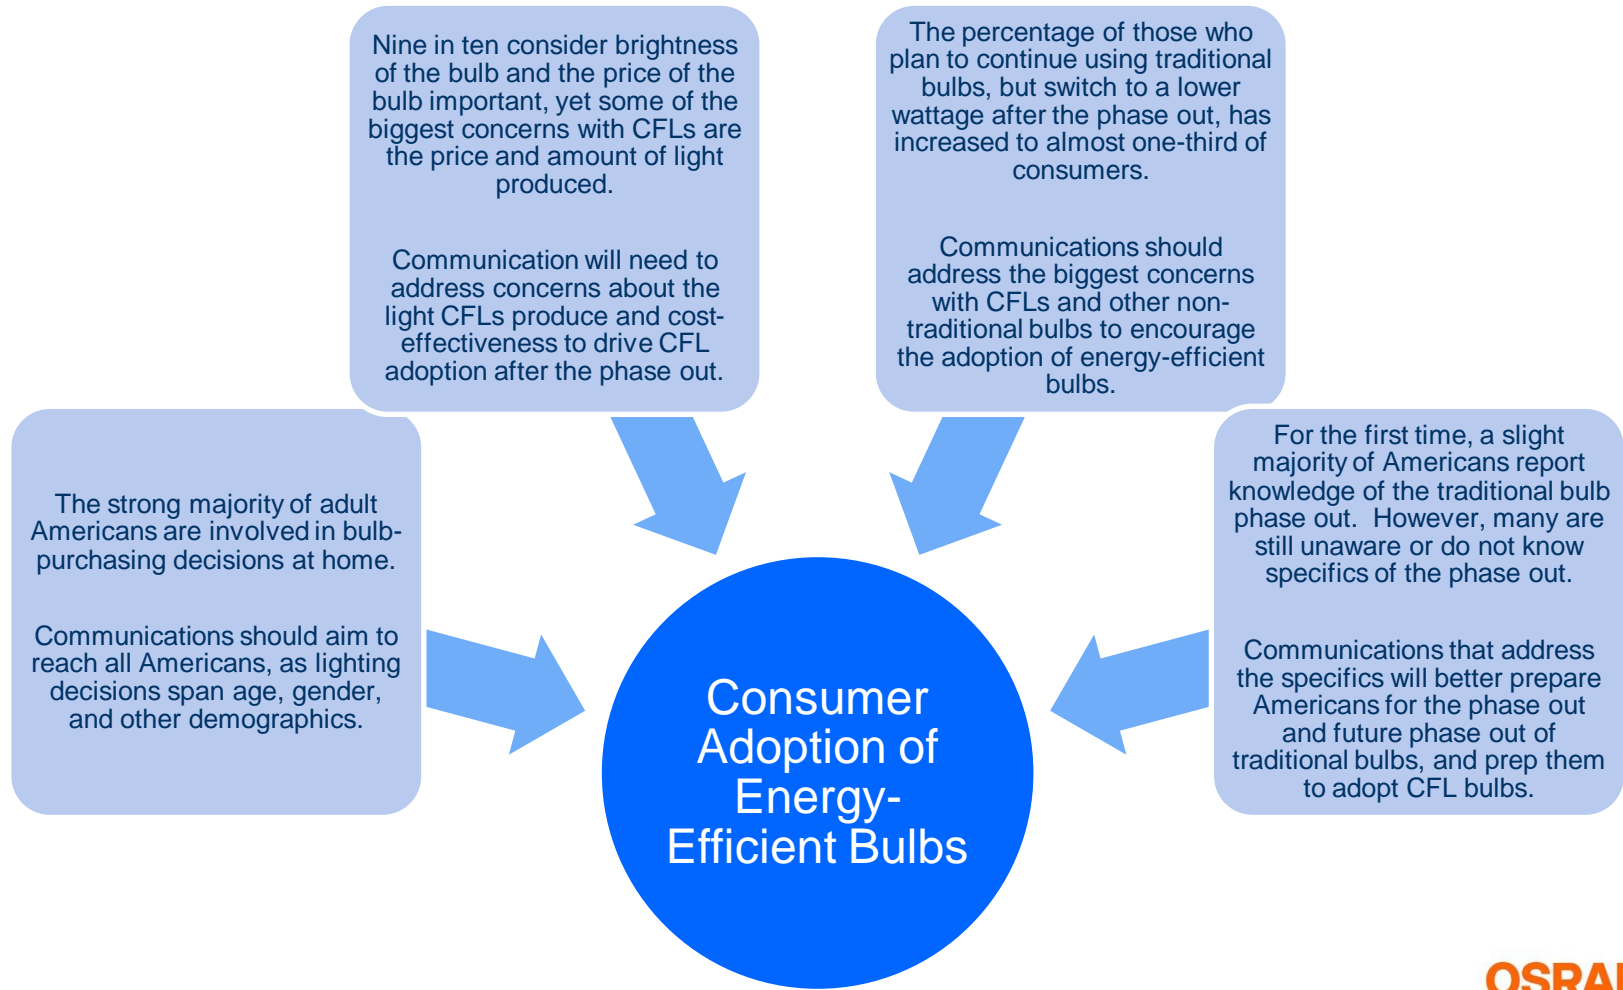 Nine in ten consider brightness
of the bulb and the price of the
bulb important, yet some of the
biggest concerns with CFLs are
the price and amount of light
produced.
Communication will need to
address concerns about the
light CFLs produce and cost-
effectiveness to drive CFL
adoption after the phase out.
The percentage of those who
plan to continue using traditional
bulbs, but switch to a lower
wattage after the phase out, has
increased to almost one-third of
consumers.
Communications should
address the biggest concerns
with CFLs and other non-
traditional bulbs to encourage
the adoption of energy-efficient
bulbs.
The strong majority of adult
Americans are involved in bulb-
purchasing decisions at home.
Communications should aim to
reach all Americans, as lighting
decisions span age, gender,
and other demographics.
For the first time, a slight
majority of Americans report
knowledge of the traditional bulb
phase out.  However, many are
still unaware or do not know
specifics of the phase out.
Communications that address
the specifics will better prepare
Americans for the phase out
and future phase out of
traditional bulbs, and prep them
to adopt CFL bulbs.
Consumer
Adoption of
Energy-
Efficient Bulbs